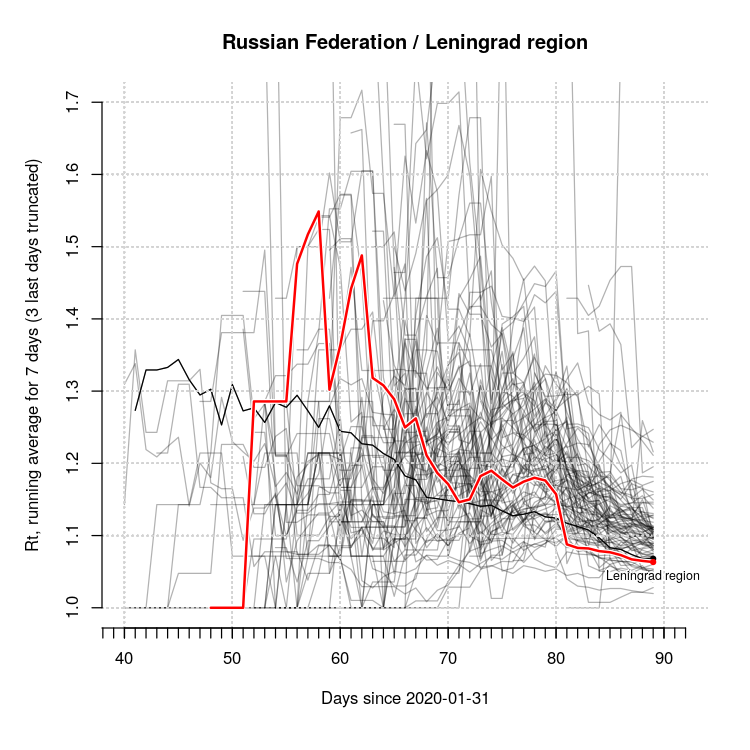 Russian Federation / Leningrad region
Rt, running average for 7 days (3 last days truncated)
1.7
1.6
1.5
1.4
1.3
1.2
1.1
1.0
Leningrad region
40 50 60 70 80 90
Days since 2020-01-31